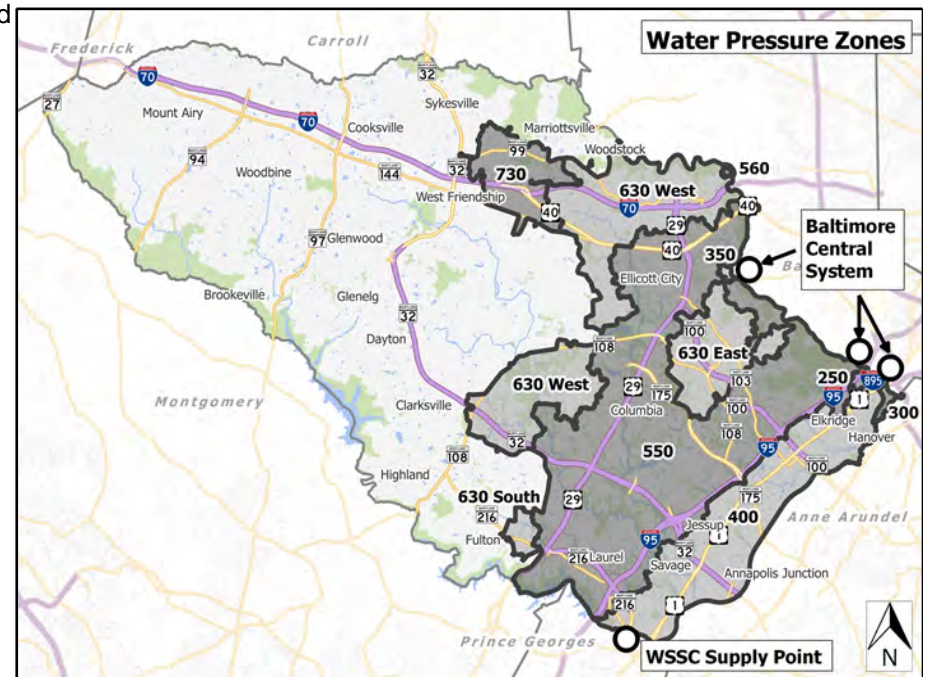 d
Water Pressure Zones
Frederick
Carroll
70
32
27
Mount Airy
Sykesville
70
Cooksville
Marriottsville
99
Woodstock
94
Woodbine
144
32
730
560
630 West
West Friendship
70
40
40
29
Baltimore
Central
System
97
Glenwood
40
350
Ba
Ellicott City
Brookeville
Glenelg
32
100
100
Dayton
108
630 East
630 West
29
103
250
895
175
95
1
Montgomery
Clarksville
Columbia
100
Elkridge
300
Hanover
32
108
108
550
95
100
Highland
175
630 South
29
400
Anne Arundel
216
Jessup
1
Fulton
95
32
216
Laurel
Savage
Annapolis Junction
216
1
Prince Georges
WSSC Supply Point
N